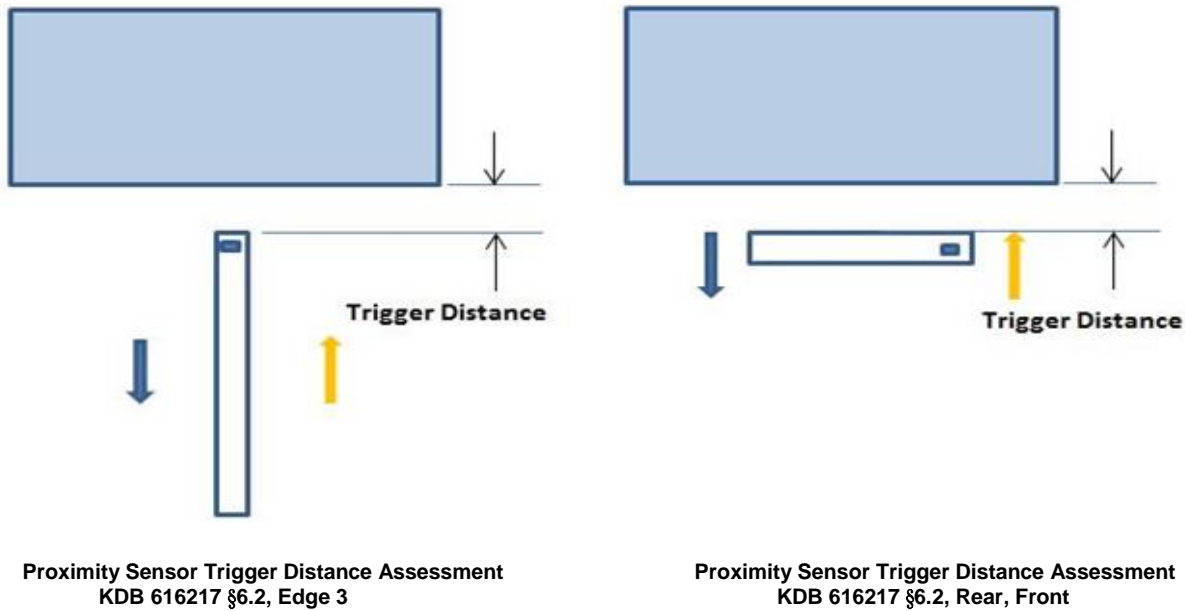 Trigger Distance
Trigger Distance
Proximity Sensor Trigger Distance Assessment
KDB 616217 §6.2, Edge 3
Proximity Sensor Trigger Distance Assessment
KDB 616217 §6.2, Rear, Front